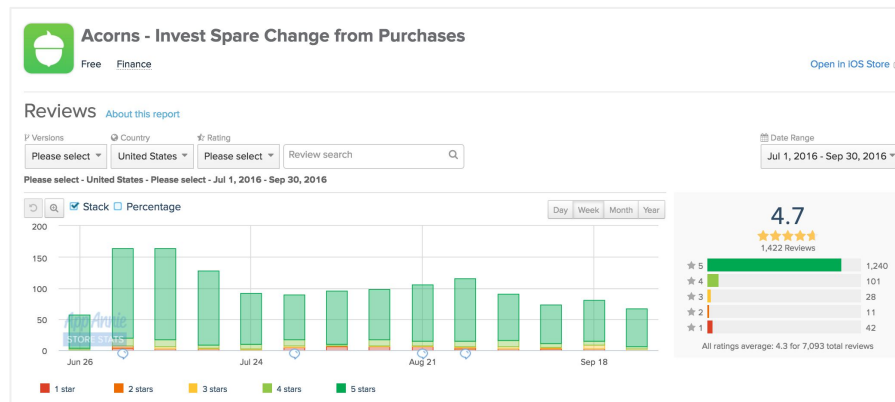 Acorns - Invest Spare Change from Purchases
Free Finance
Open in iOS Store
Reviews About this report
Versions Country Rating
Please select United States Please select Review search
Date Range
Jul 1, 2016 - Sep 30, 2016
Please select - United States - Please select - Jul 1, 2016 - Sep 30, 2016
Stack Percentage
Day Week Month Year
200
150
100
50
0
App Annie
STORE STATS
Jun 26 Jul 24 Aug 21 Sep 18
1 star 2 stars 3 stars 4 stars 5 stars
4.7
1,422 Reviews
5 1,240
4 101
3 28
2 11
1 42
All ratings average: 4.3 for 7,093 total reviews